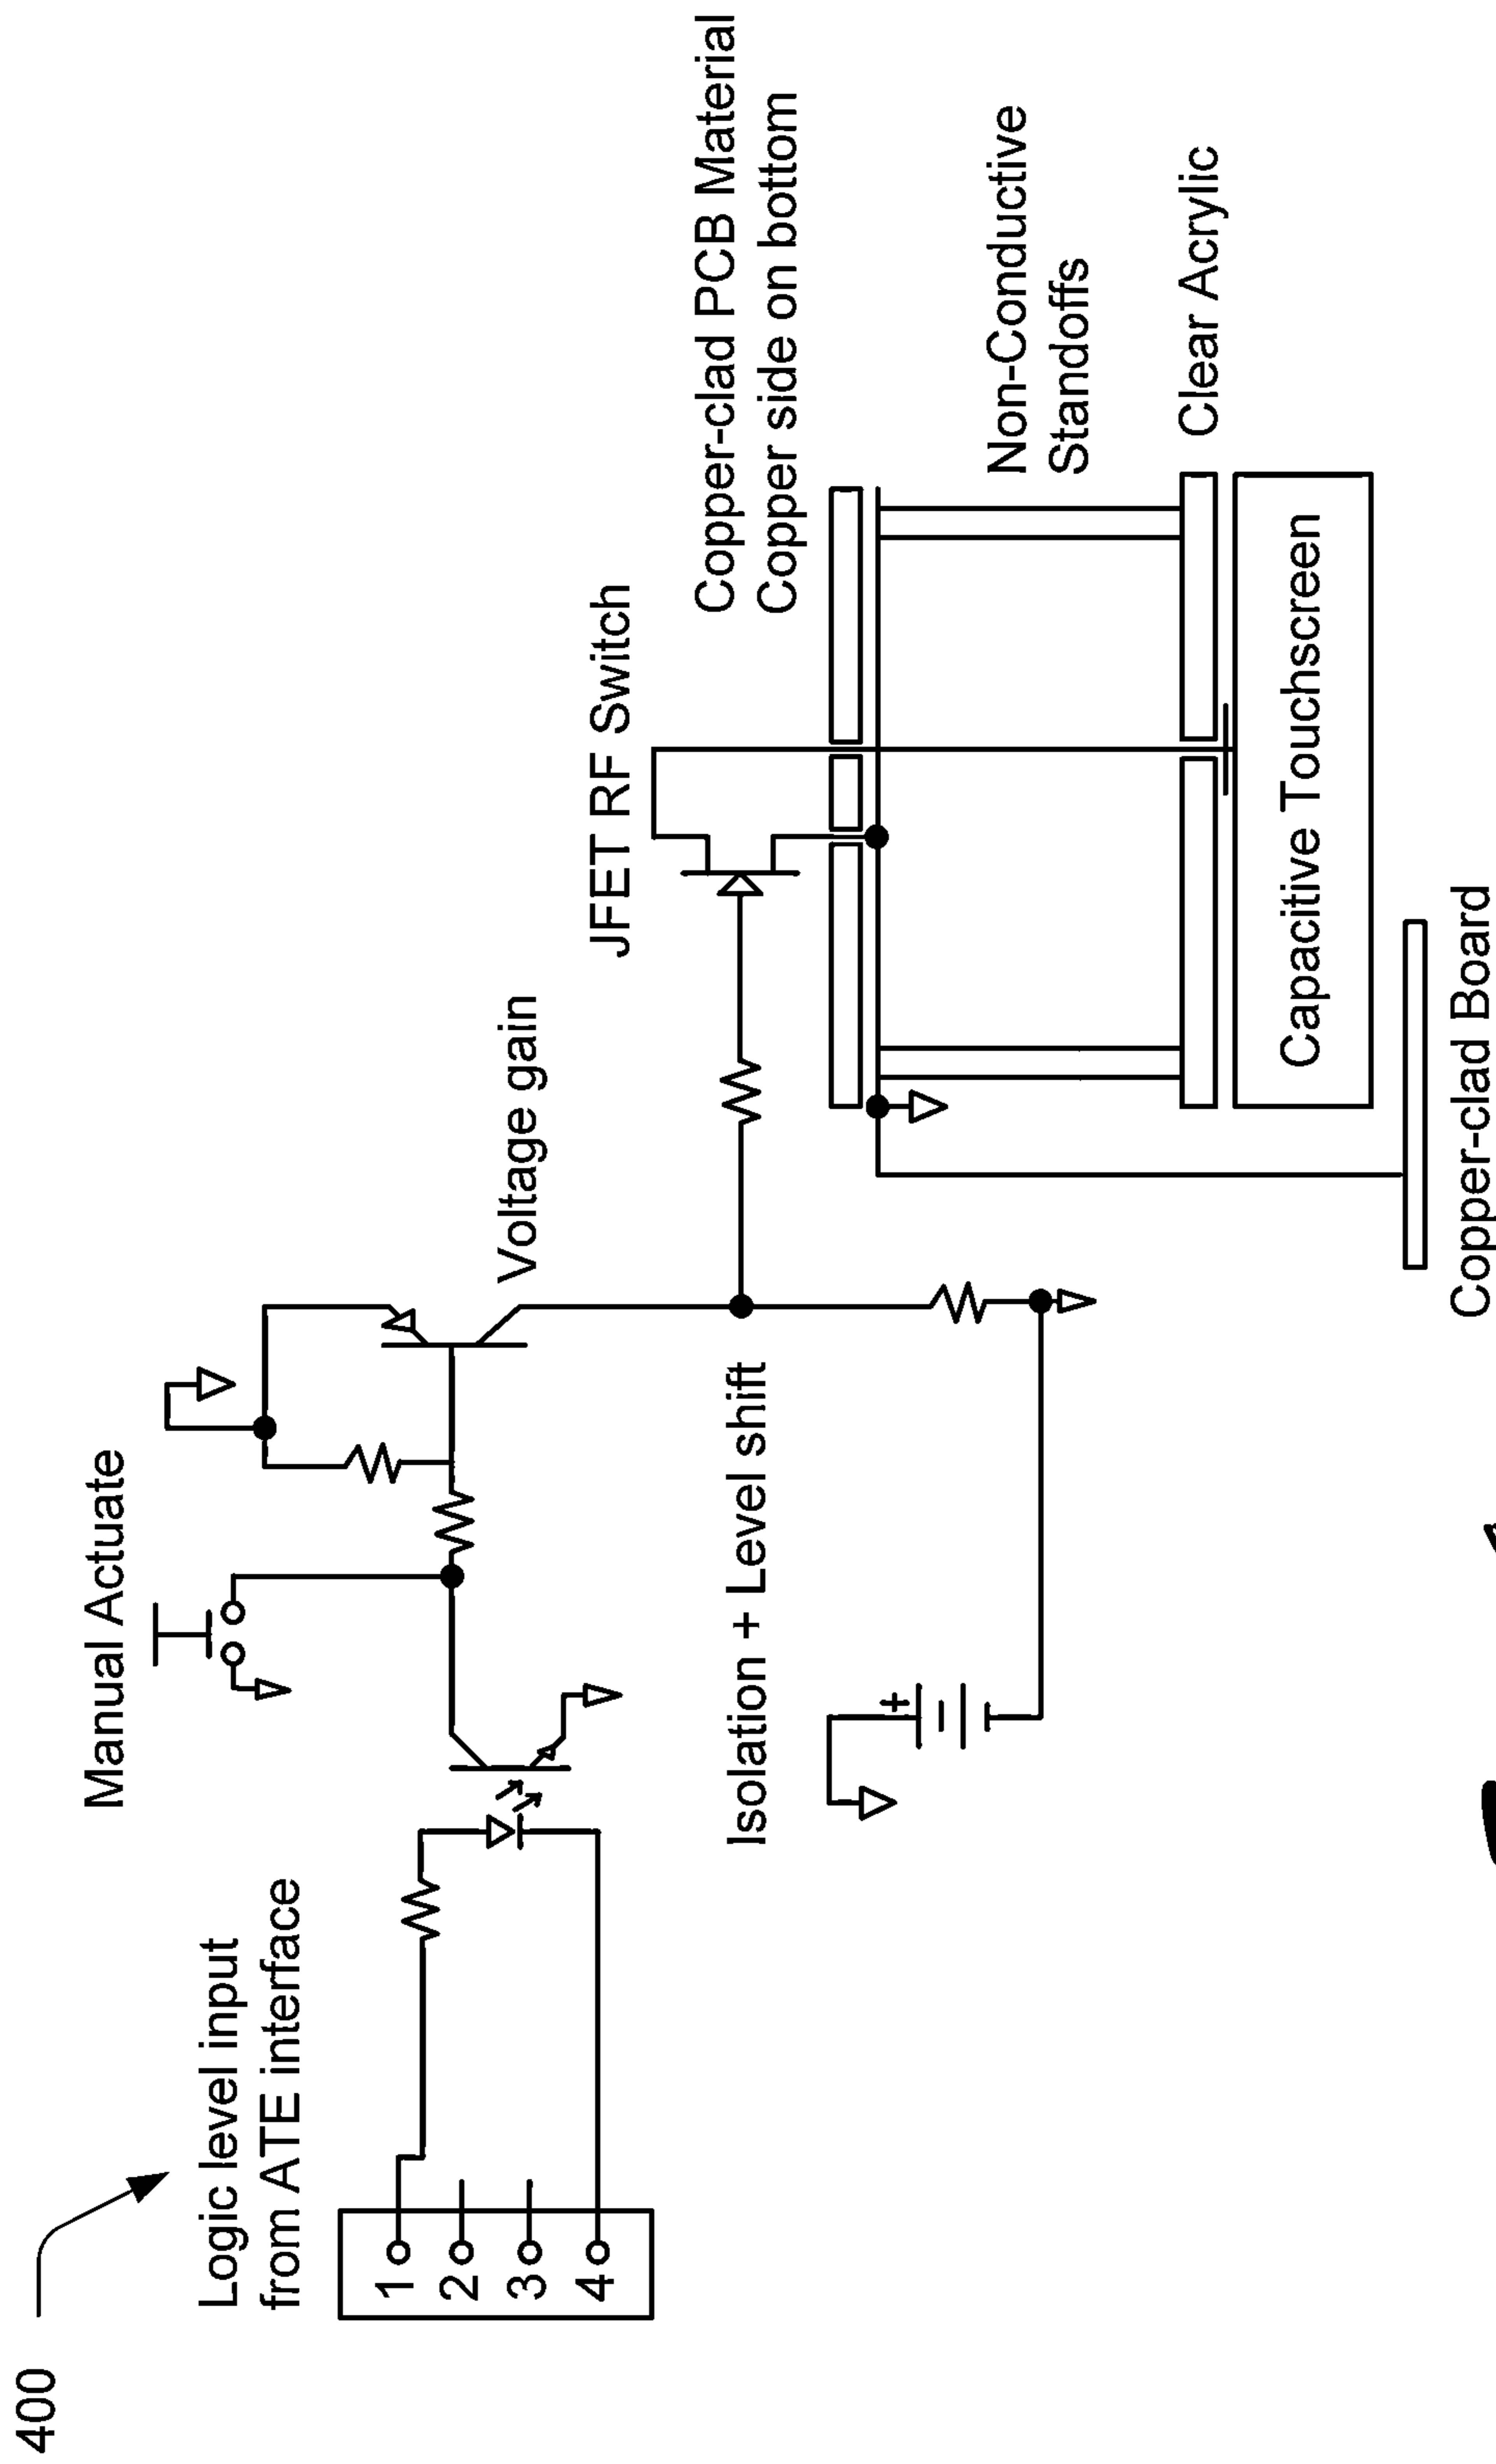 400
Logic level input
from ATE interface
1
2
3
4
Manual Actuate
Isolation + Level shift
+
Voltage gain
JFET RF Switch
Copper-clad PCB Material
Copper side on bottom
Non-Conductive
Standoffs
Clear Acrylic
Capacitive Touchscreen
Copper-clad Board